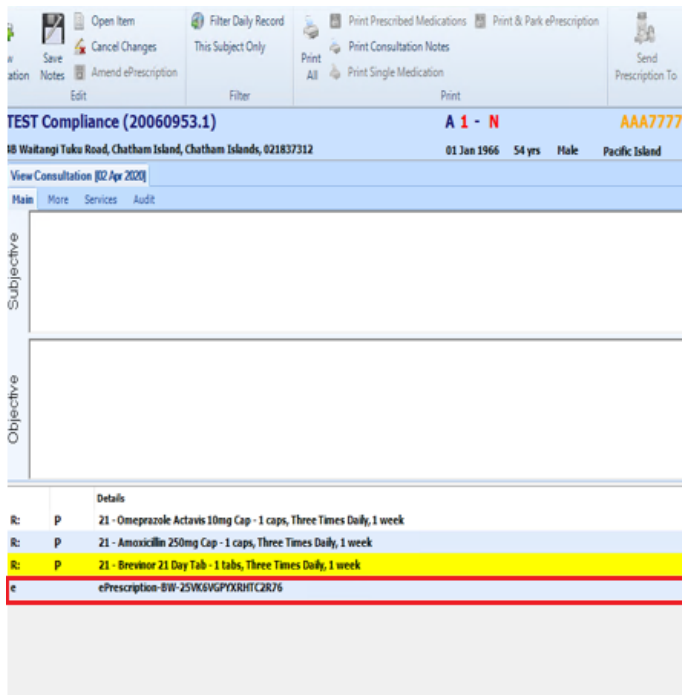 Open Item
Filter Daily Record
Print Prescribed Medications
Print & Park ePrescription
Save Notes
Cancel Changes
This Subject Only
Print All
Print Consultation Notes
Send Prescription To
ation
Amend ePrescription
Print Single Medication
Edit
Filter
Print
TEST Compliance (20060953.1) A 1 - N AAA7777
4B Waitangi Tuku Road, Chatham Island, Chatham Islands, 021837312 01 Jan 1966 54 yrs Male Pacific Island
View Consultation [02 Apr 2020]
Main More Services Audit
Subjective
Objective
Details
R: P 21 - Omeprazole Actavis 10mg Cap - 1 caps, Three Times Daily, 1 week
R: P 21 - Amoxicillin 250mg Cap - 1 caps, Three Times Daily, 1 week
R: P 21 - Brevinor 21 Day Tab - 1 tabs, Three Times Daily, 1 week
e ePrescription-BW-25VK6VGPYXRHTC2R76